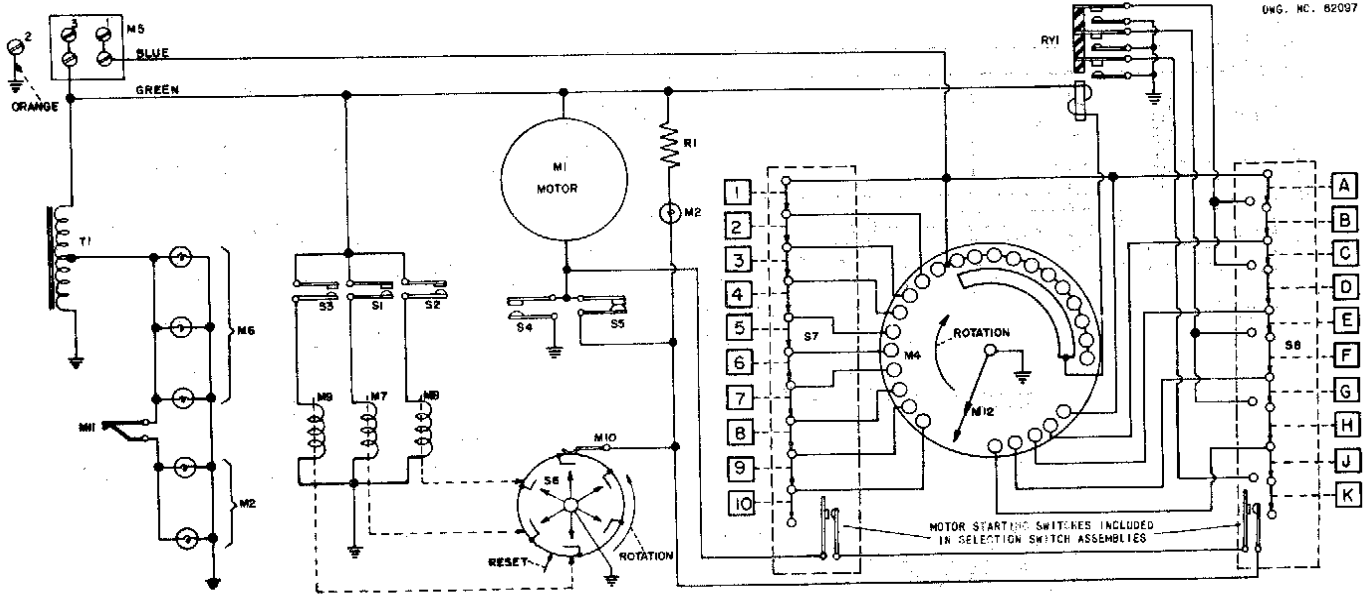 DWG. NC. 62097
2
3
1
M5
BLUE
ORANGE
GREEN
RY1
M1
MOTOR
R1
M2
T1
M6
M11
M2
S3
S1
S2
S4
S5
M9
M7
M8
M10
S6
RESET
ROTATION
1
2
3
4
5
6
7
8
9
10
S7
M4
ROTATION
M12
A
B
C
D
E
F
G
H
J
K
S8
MOTOR STARTING SWITCHES INCLUDED
IN SELECTION SWITCH ASSEMBLIES